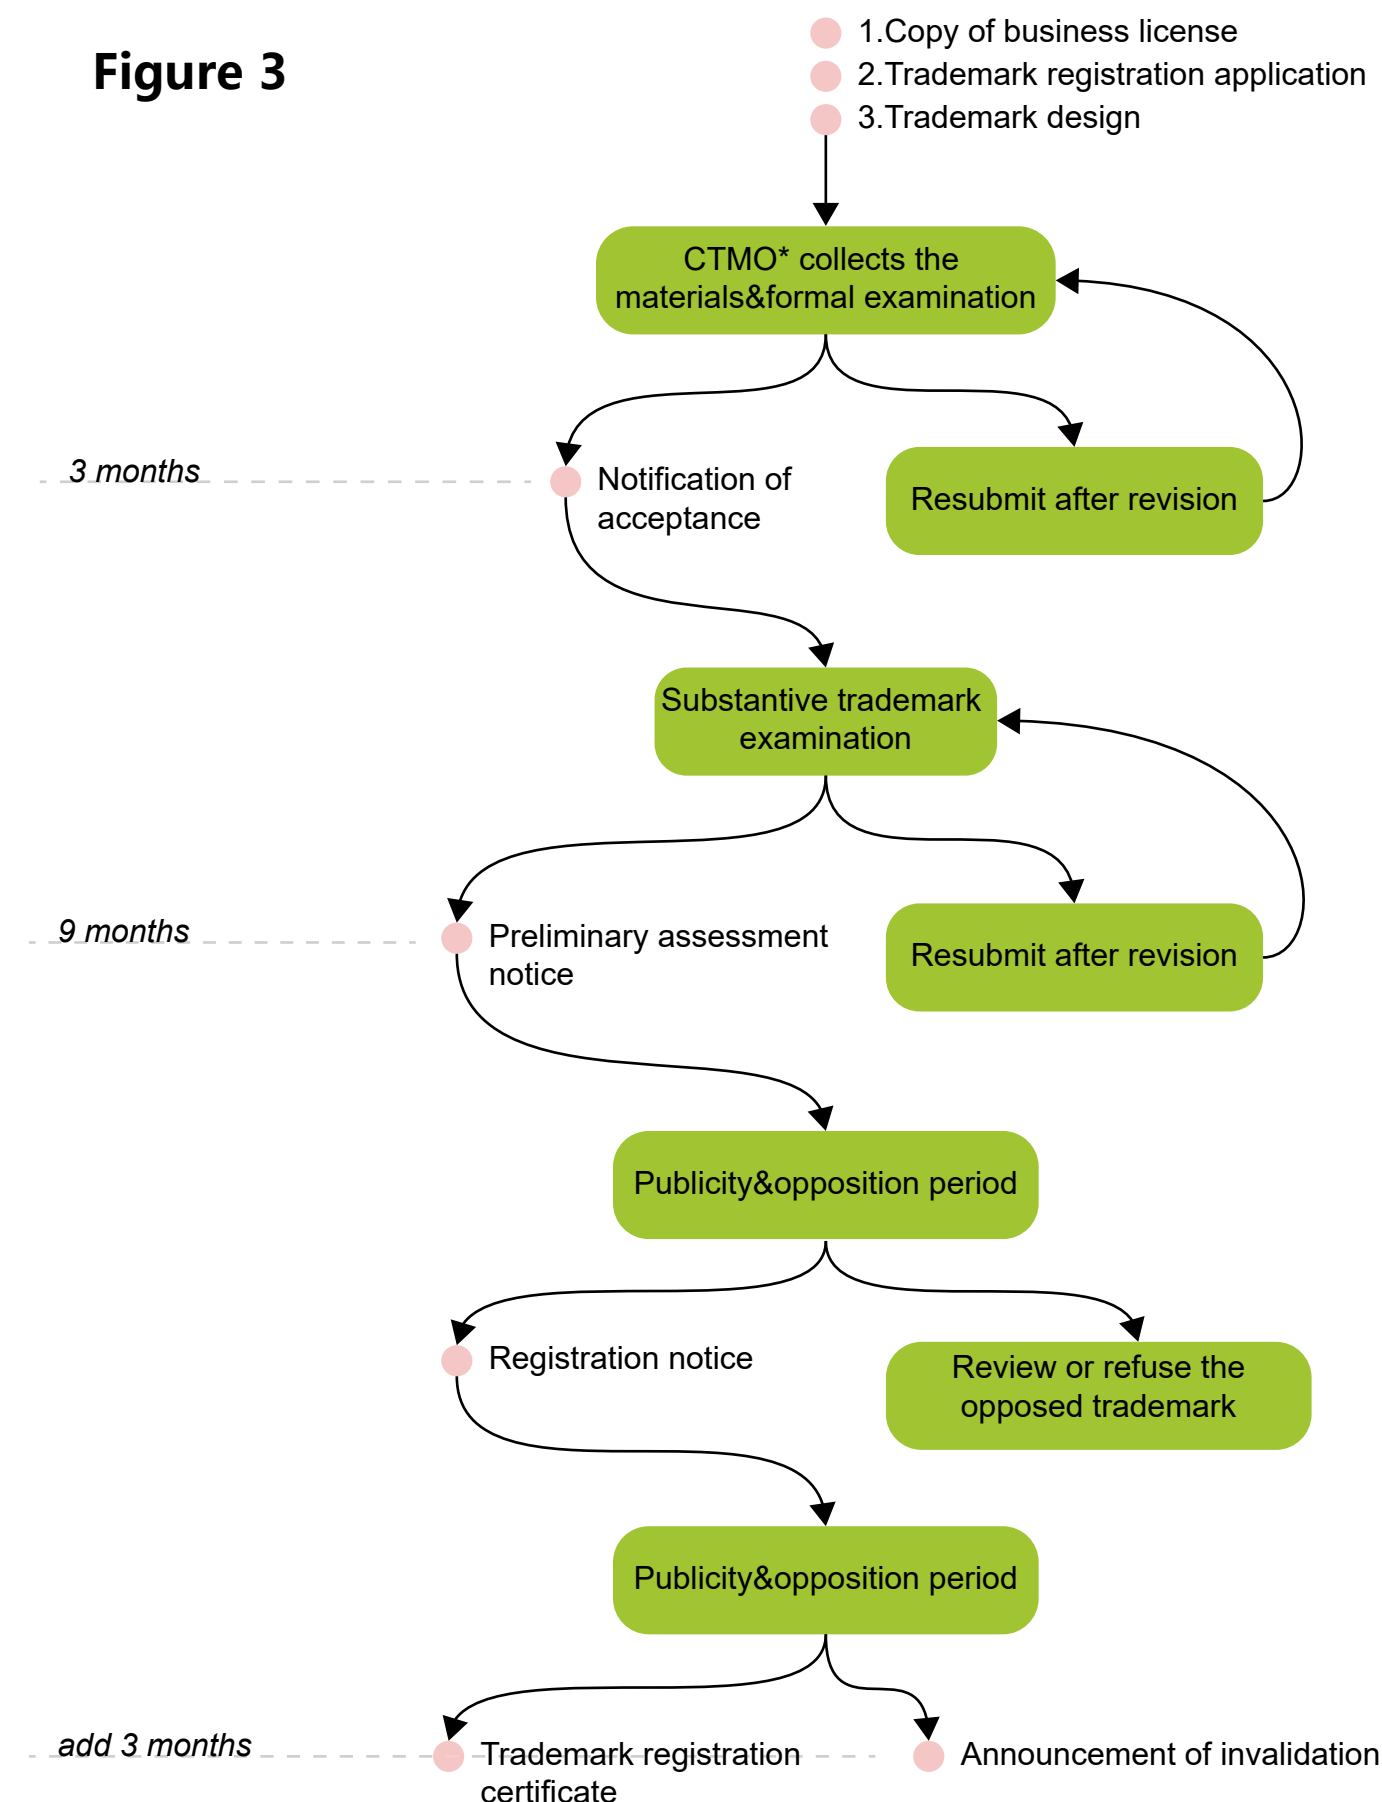 Figure 3
1.Copy of business license
2.Trademark registration application
3.Trademark design
CTMO* collects the
materials&formal examination
3 months
Notification of
acceptance
Resubmit after revision
Substantive trademark
examination
9 months
Preliminary assessment
notice
Resubmit after revision
Publicity&opposition period
Registration notice
Review or refuse the
opposed trademark
Publicity&opposition period
add 3 months
Trademark registration
certificate
Announcement of invalidation